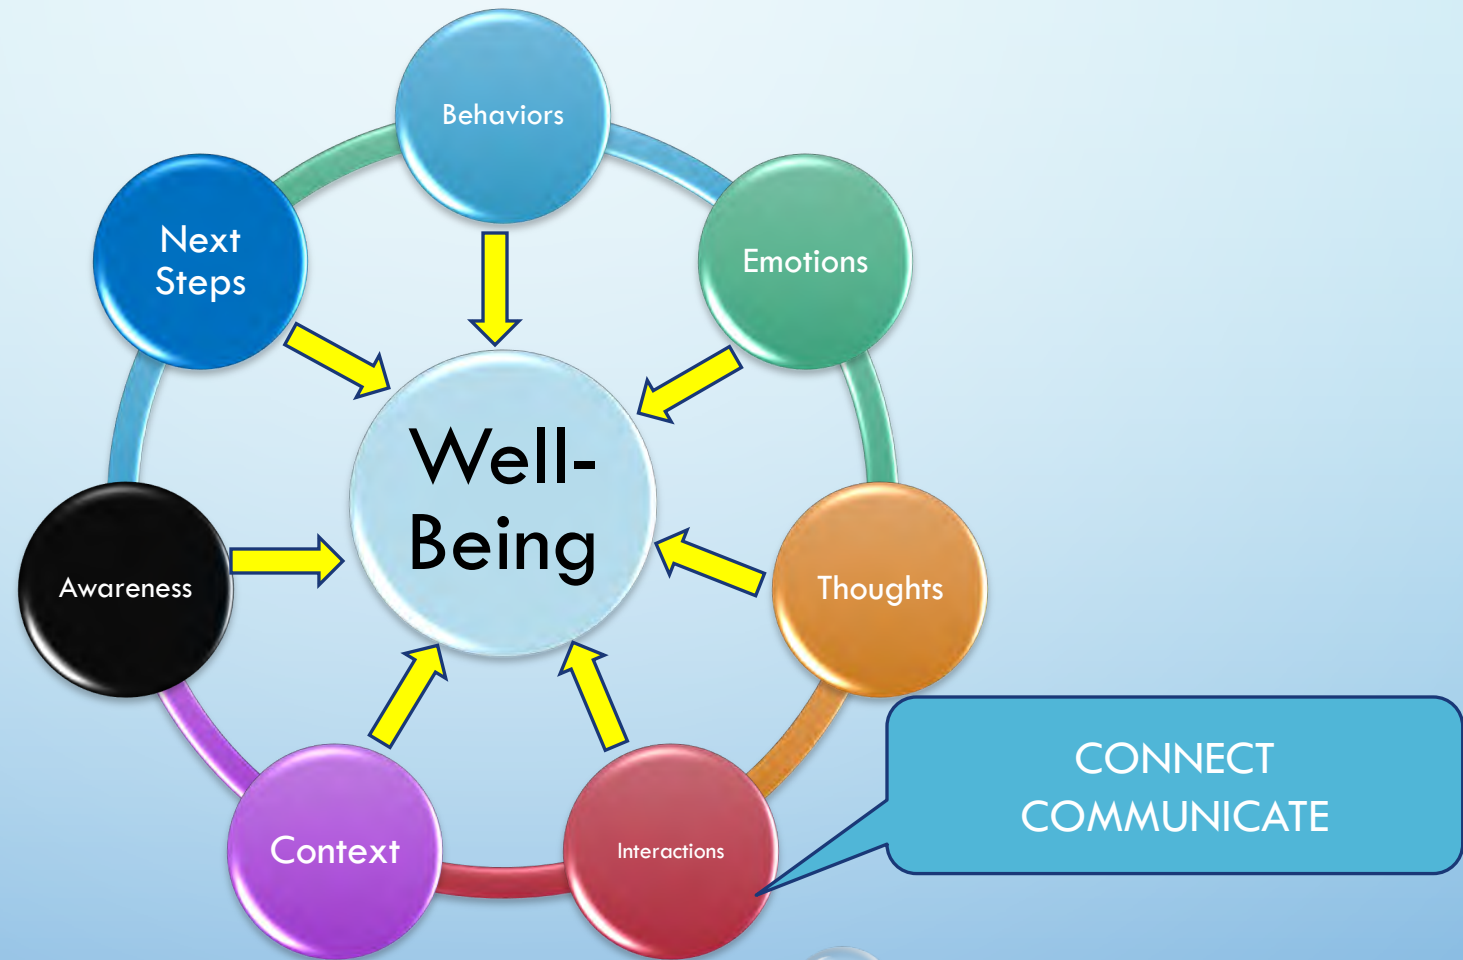 Behaviors
Next
Steps
Emotions
Well-
Being
Awareness
Thoughts
CONNECT
COMMUNICATE
Context
Interactions